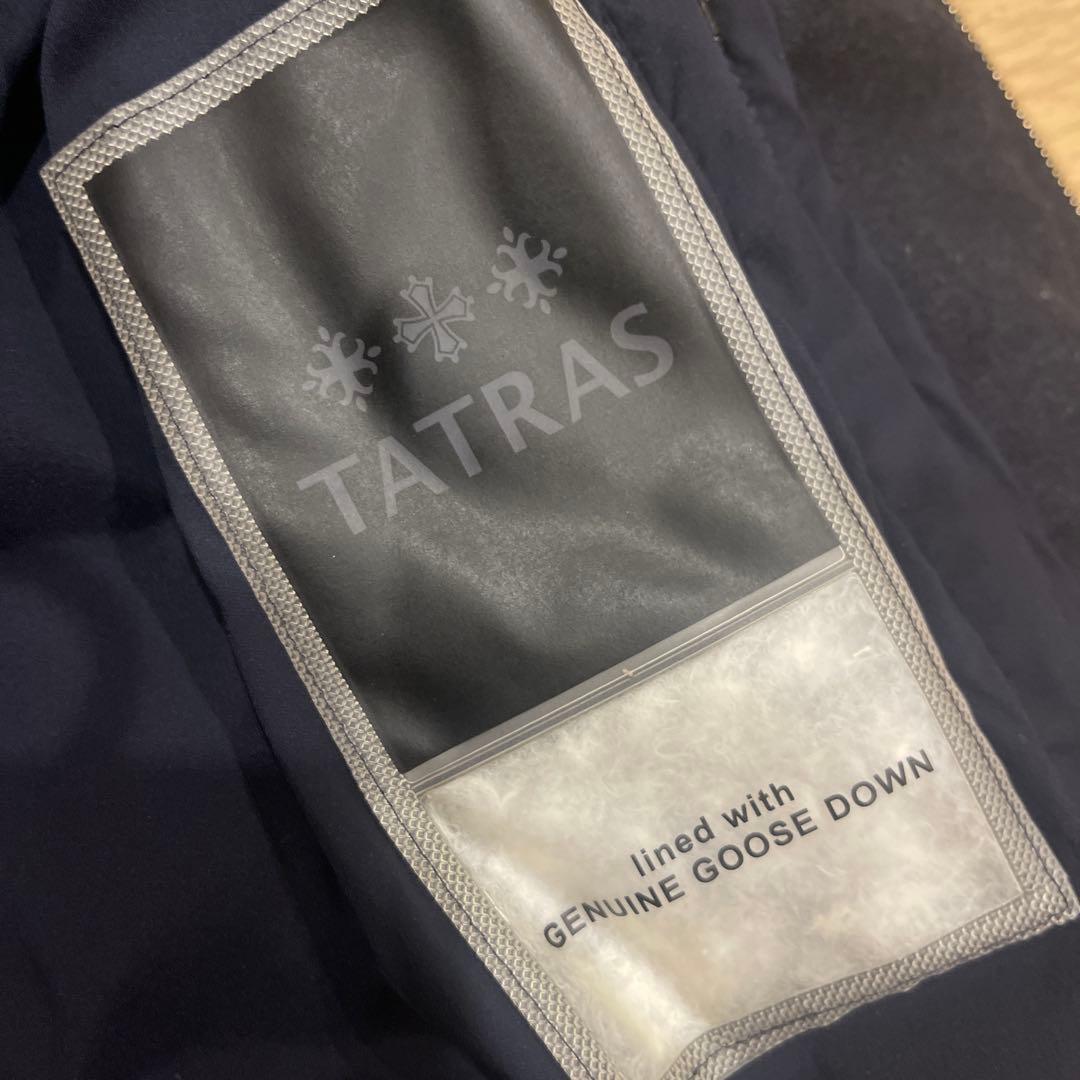 TATRAS
lined with
GENUINE GOOSE DOWN